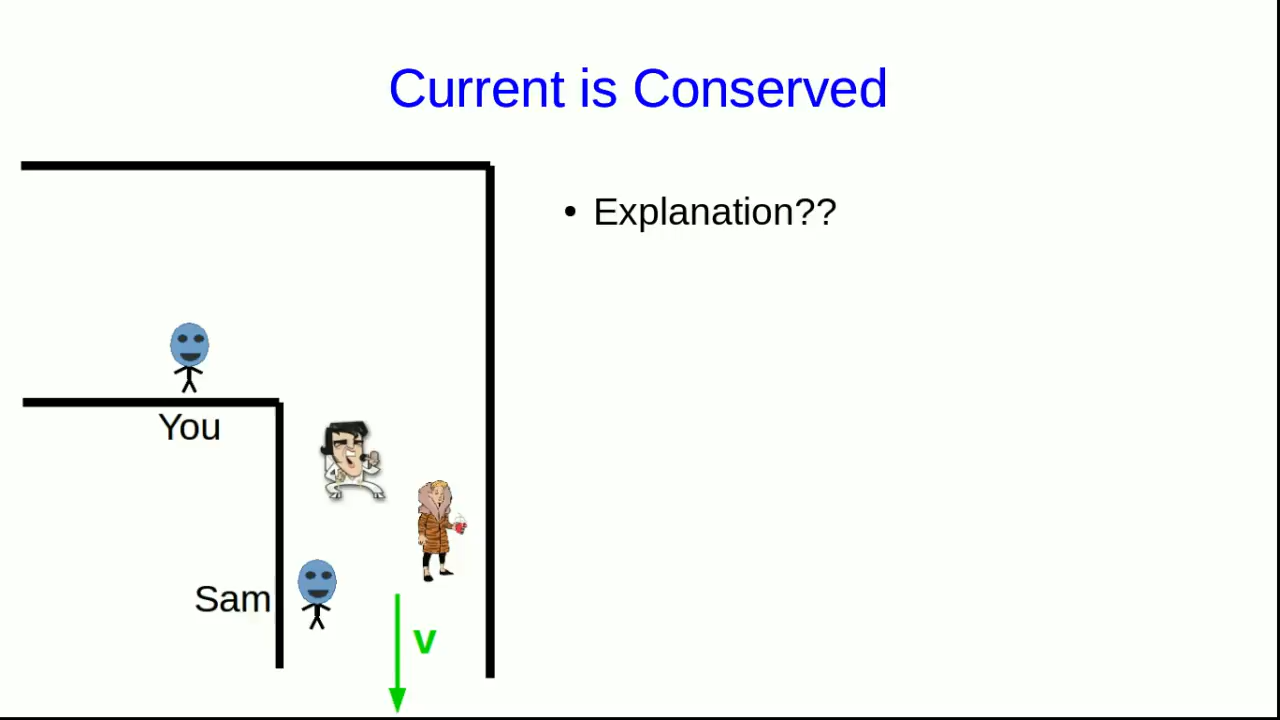 Current is Conserved
• Explanation??
You
Sam
v